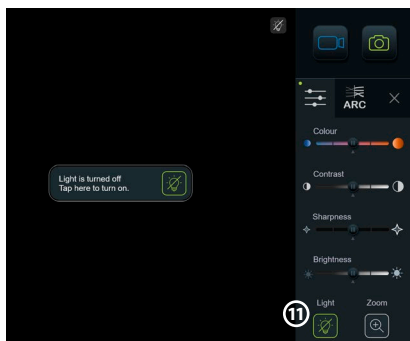 ARC
Colour
Light is turned off
Tap here to turn on.
Contrast
Sharpness
Brightness
Light Zoom
11